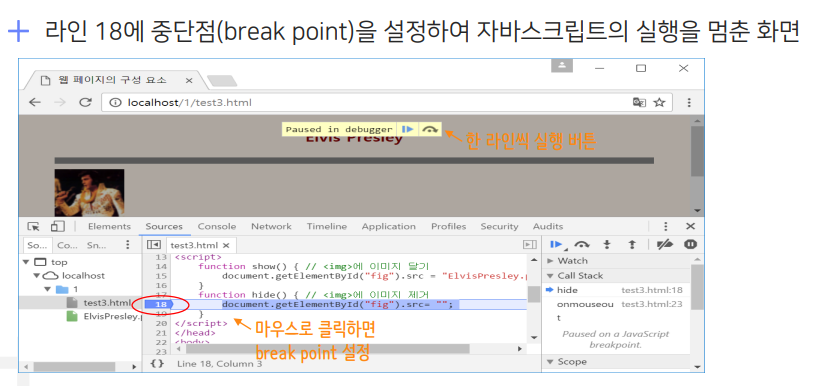 + 라인 18에 중단점(break point)을 설정하여 자바스크립트의 실행을 멈춘 화면
웹 페이지의 구성 요소 ×
localhost/1/test3.html
Paused in debugger
한 라인씩 실행 버튼
Elvis Presley
Elements Sources Console Network Timeline Application Profiles Security Audits
So... Co... Sn... test3.html ×
top
localhost
1
test3.html
ElvisPresley.
13 <script>
14 function show() { // <img>에 이미지 달기
15 document.getElementById("fig").src = "ElvisPresley.
16 }
17 function hide() { // <img>에 이미지 제거
18 document.getElementById("fig").src= "";
19 }
20 </script>
21 </head>
22 <body>
23
마우스로 클릭하면
break point 설정
{} Line 18, Column 3
Watch
Call Stack
hide test3.html:18
onmouseou test3.html:23
t
Paused on a JavaScript
breakpoint.
Scope